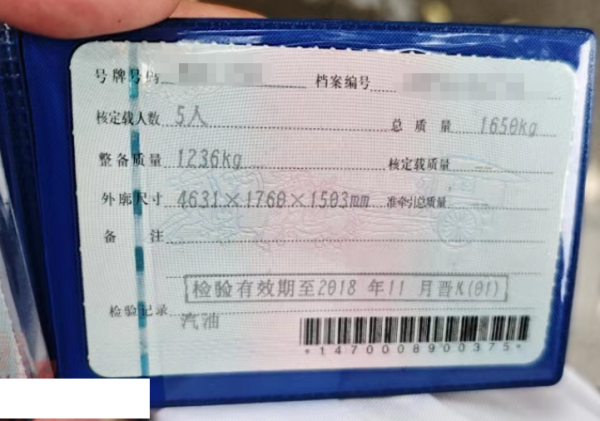 号牌号码 档案编号
核定载人数 5人 总质量 1650kg
整备质量 1236kg 核定载质量
外廓尺寸 4631×1760×1503mm 准牵引总质量
备注
检验有效期至2018年11月晋K(01)
检验记录 汽油
*1470008900375*